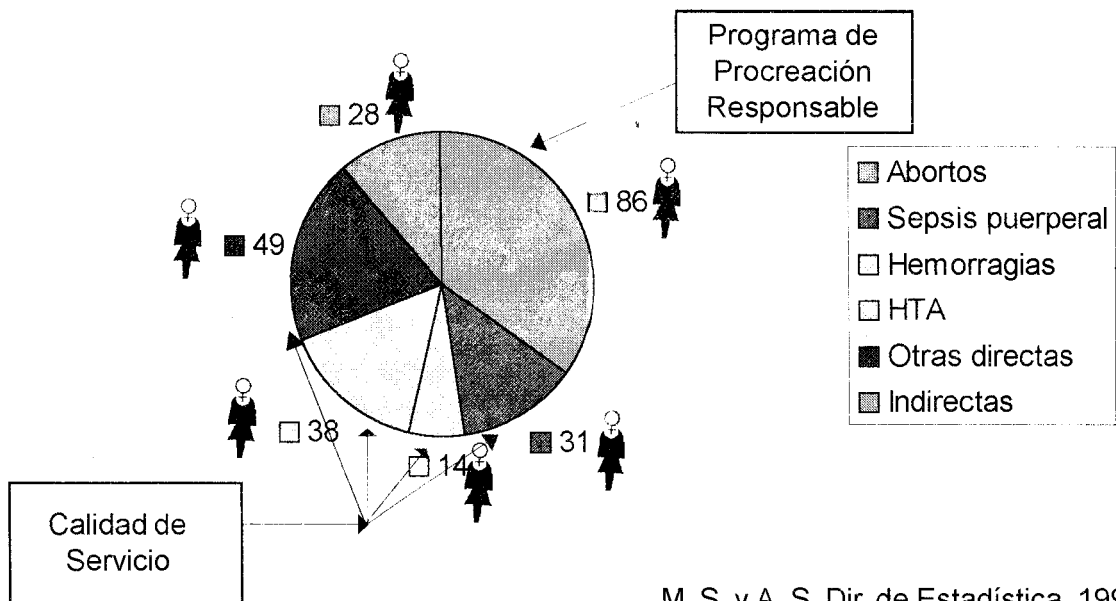 Programa de
Procreación
Responsable
28
86
49
38
14
31
Abortos
Sepsis puerperal
Hemorragias
HTA
Otras directas
Indirectas
Calidad de
Servicio
M. S. y A. S. Dir. de Estadística